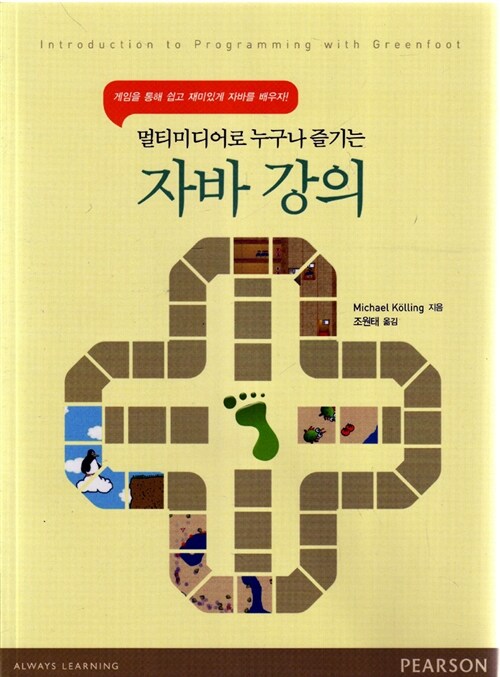 Introduction to Programming with Greenfoot
게임을 통해 쉽고 재미있게 자바를 배우자!
멀티미디어로 누구나 즐기는
자바 강의
Michael Kölling 지음
조원태 옮김
ALWAYS LEARNING
PEARSON